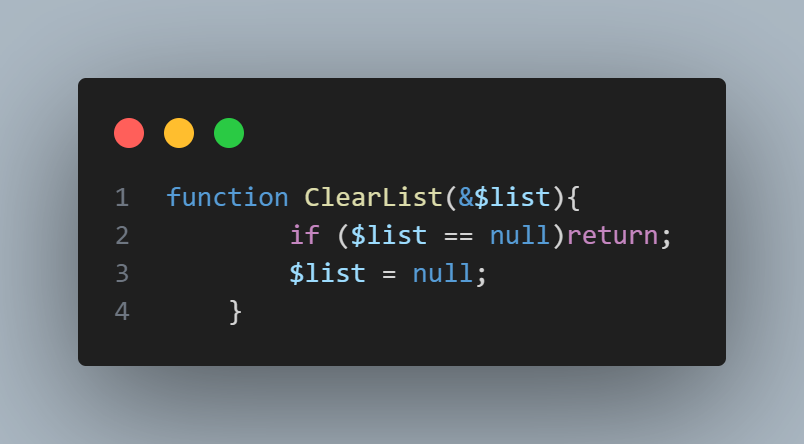 1 function ClearList(&$list){
2 if ($list == null)return;
3 $list = null;
4 }